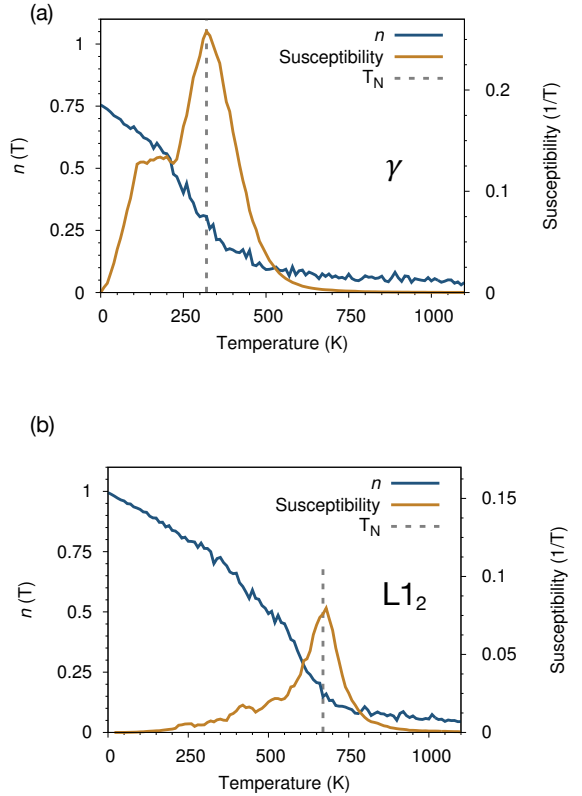 (a)
n
Susceptibility
T_N
γ
1
0.75
0.5
0.25
0
n (T)
0.2
0.1
0
Susceptibility (1/T)
0 250 500 750 1000
Temperature (K)
(b)
n
Susceptibility
T_N
L1₂
1
0.75
0.5
0.25
0
n (T)
0.15
0.1
0.05
0
Susceptibility (1/T)
0 250 500 750 1000
Temperature (K)